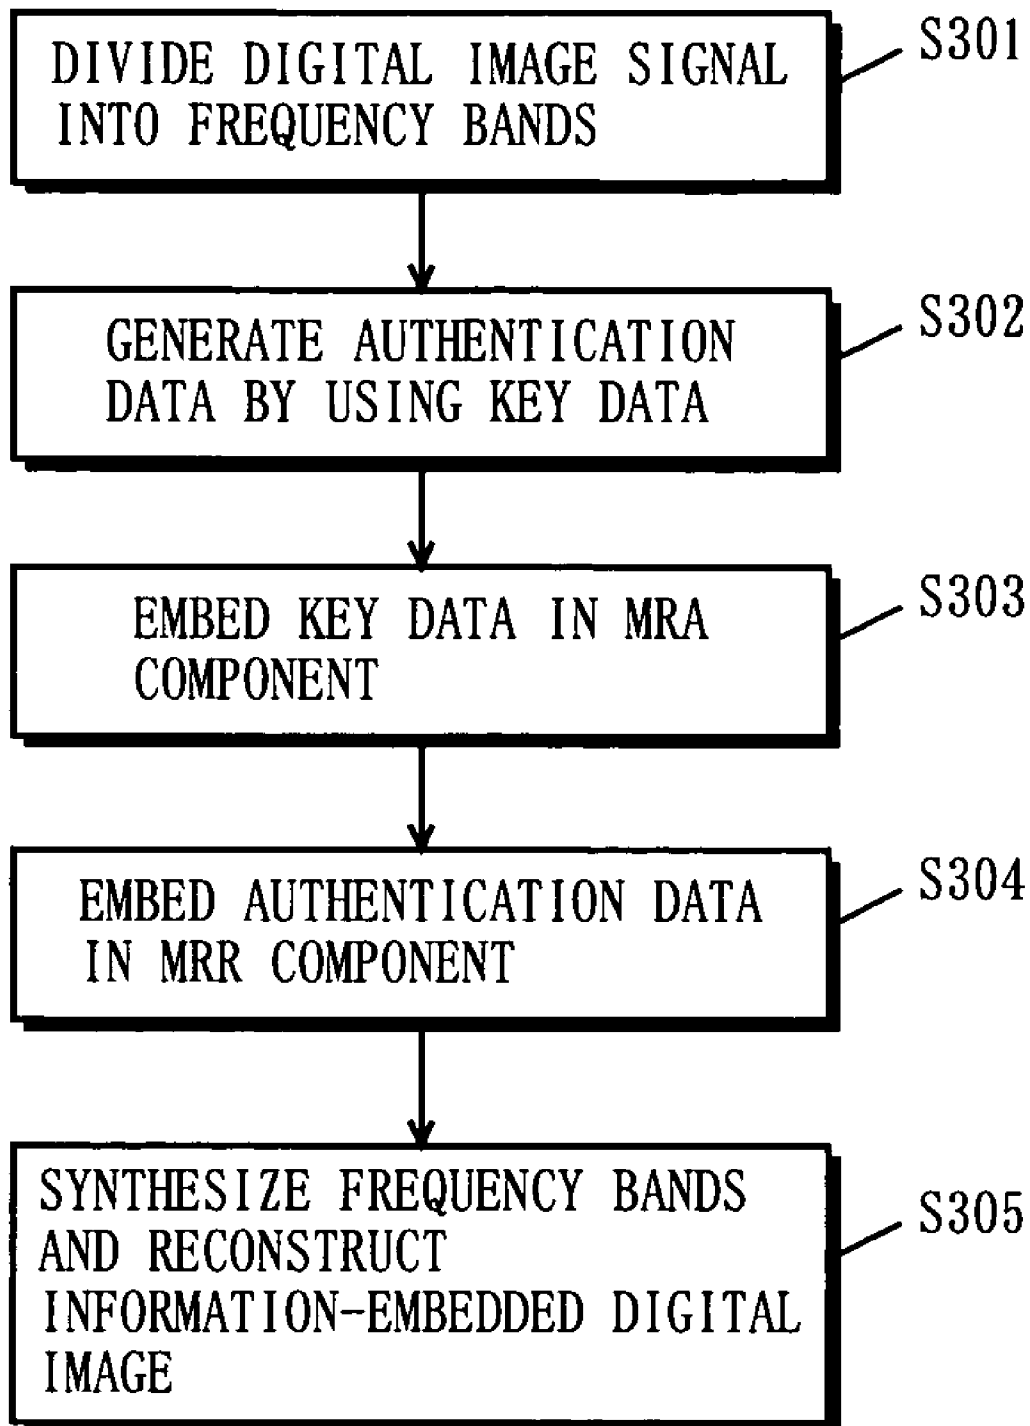 S301
DIVIDE DIGITAL IMAGE SIGNAL
INTO FREQUENCY BANDS
S302
GENERATE AUTHENTICATION
DATA BY USING KEY DATA
S303
EMBED KEY DATA IN MRA
COMPONENT
S304
EMBED AUTHENTICATION DATA
IN MRR COMPONENT
S305
SYNTHESIZE FREQUENCY BANDS
AND RECONSTRUCT
INFORMATION-EMBEDDED DIGITAL
IMAGE